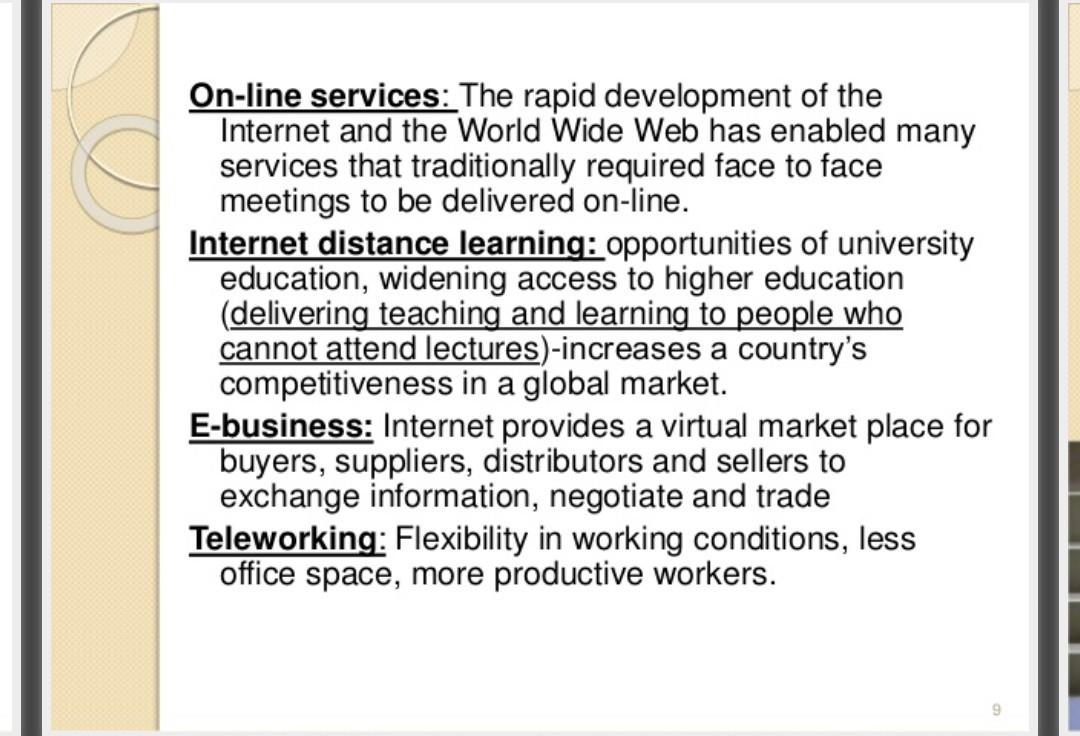 On-line services: The rapid development of the
Internet and the World Wide Web has enabled many
services that traditionally required face to face
meetings to be delivered on-line.
Internet distance learning: opportunities of university
education, widening access to higher education
(delivering teaching and learning to people who
cannot attend lectures)-increases a country's
competitiveness in a global market.
E-business: Internet provides a virtual market place for
buyers, suppliers, distributors and sellers to
exchange information, negotiate and trade
Teleworking: Flexibility in working conditions, less
office space, more productive workers.
9